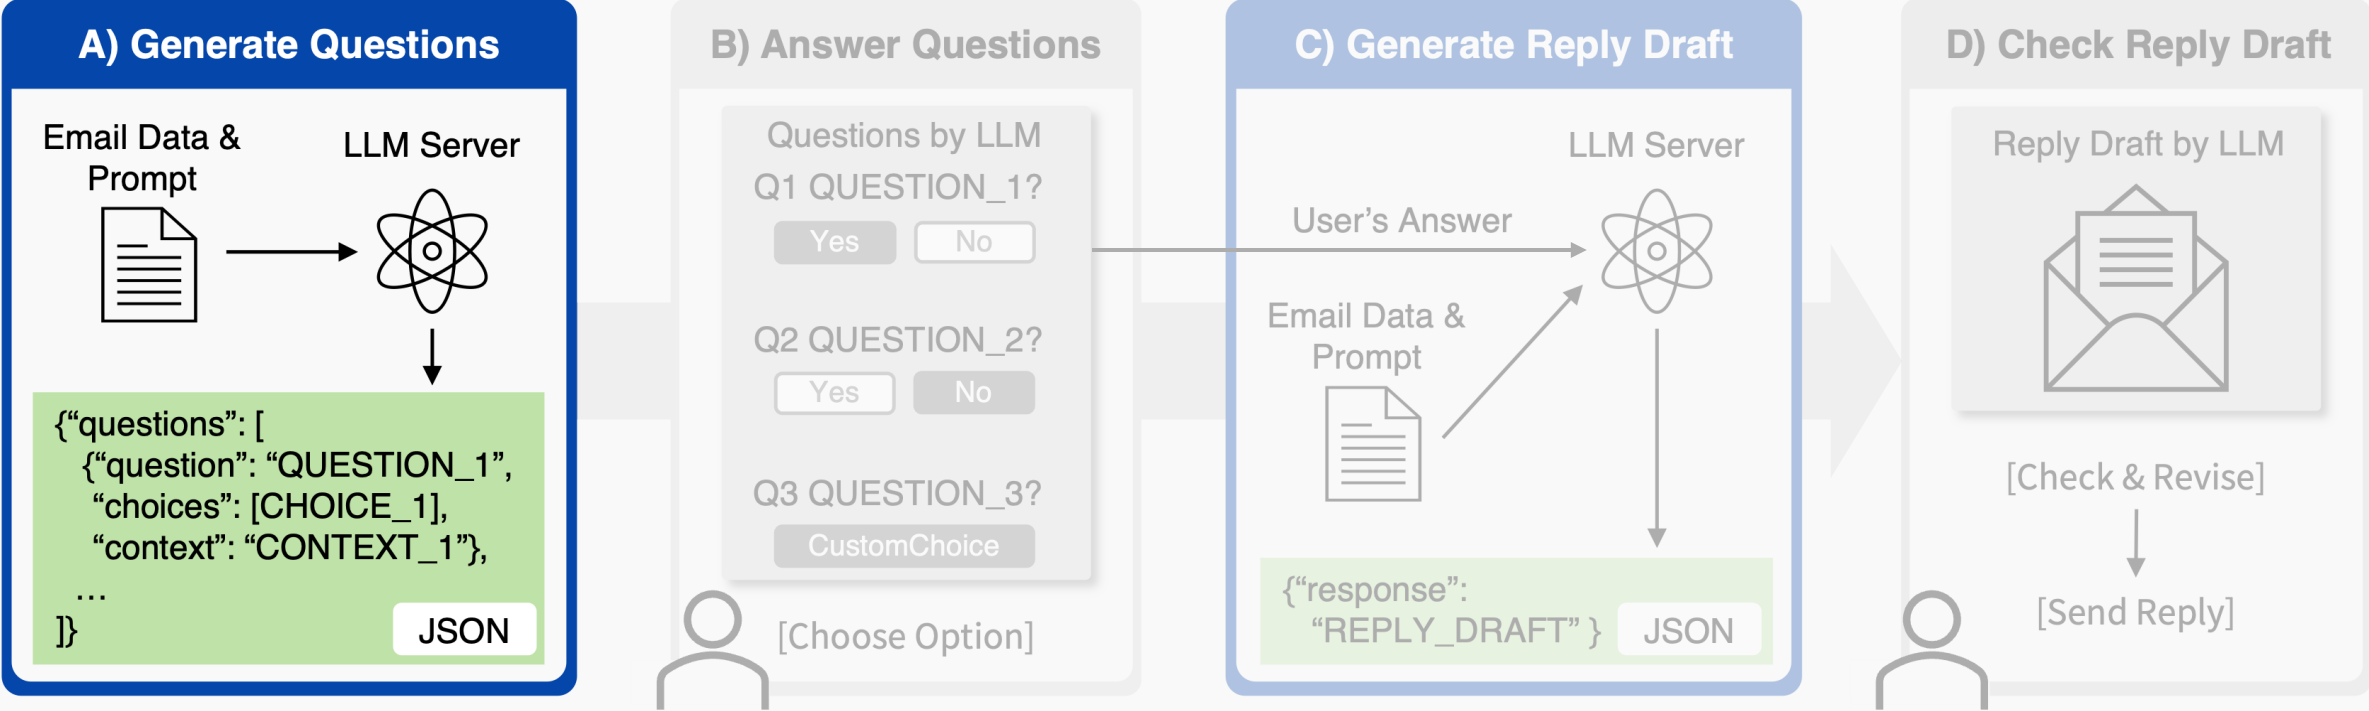 A) Generate Questions
Email Data &
Prompt
LLM Server
{“questions”: [
{“question”: “QUESTION_1”,
“choices”: [CHOICE_1],
“context”: “CONTEXT_1”},
...
]}
JSON
B) Answer Questions
Questions by LLM
Q1 QUESTION_1?
Yes
No
Q2 QUESTION_2?
Yes
No
Q3 QUESTION_3?
CustomChoice
[Choose Option]
C) Generate Reply Draft
LLM Server
User’s Answer
Email Data &
Prompt
{“response”:
“REPLY_DRAFT” }
JSON
D) Check Reply Draft
Reply Draft by LLM
[Check & Revise]
[Send Reply]